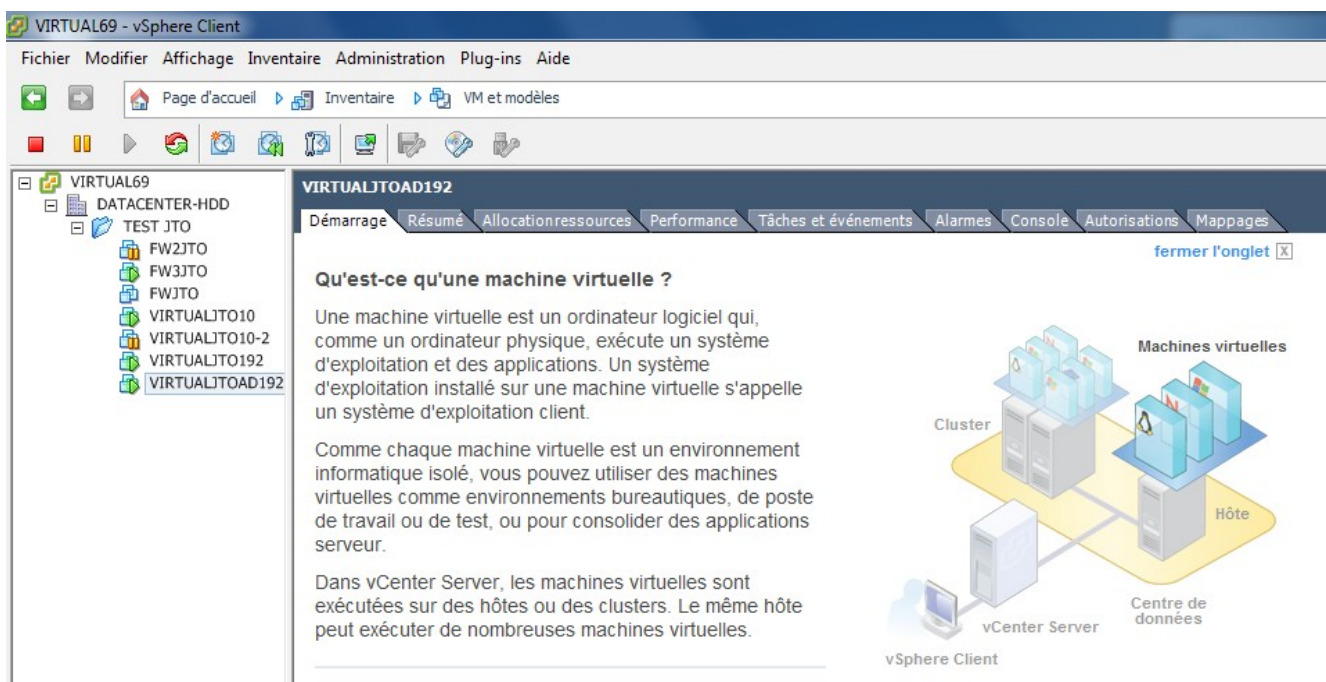 VIRTUAL69 - vSphere Client
Fichier Modifier Affichage Inventaire Administration Plug-ins Aide
Page d'accueil Inventaire VM et modèles
VIRTUAL69
DATACENTER-HDD
TEST JTO
FW2JTO
FW3JTO
FWJTO
VIRTUALJTO10
VIRTUALJTO10-2
VIRTUALJTO192
VIRTUALJTOAD192
VIRTUALJTOAD192
Démarrage Résumé Allocation ressources Performance Tâches et événements Alarmes Console Autorisations Mappages
fermer l'onglet X
Qu'est-ce qu'une machine virtuelle ?
Une machine virtuelle est un ordinateur logiciel qui,
comme un ordinateur physique, exécute un système
d'exploitation et des applications. Un système
d'exploitation installé sur une machine virtuelle s'appelle
un système d'exploitation client.
Comme chaque machine virtuelle est un environnement
informatique isolé, vous pouvez utiliser des machines
virtuelles comme environnements bureautiques, de poste
de travail ou de test, ou pour consolider des applications
serveur.
Dans vCenter Server, les machines virtuelles sont
exécutées sur des hôtes ou des clusters. Le même hôte
peut exécuter de nombreuses machines virtuelles.
Machines virtuelles
Cluster
Hôte
Centre de
données
vCenter Server
vSphere Client